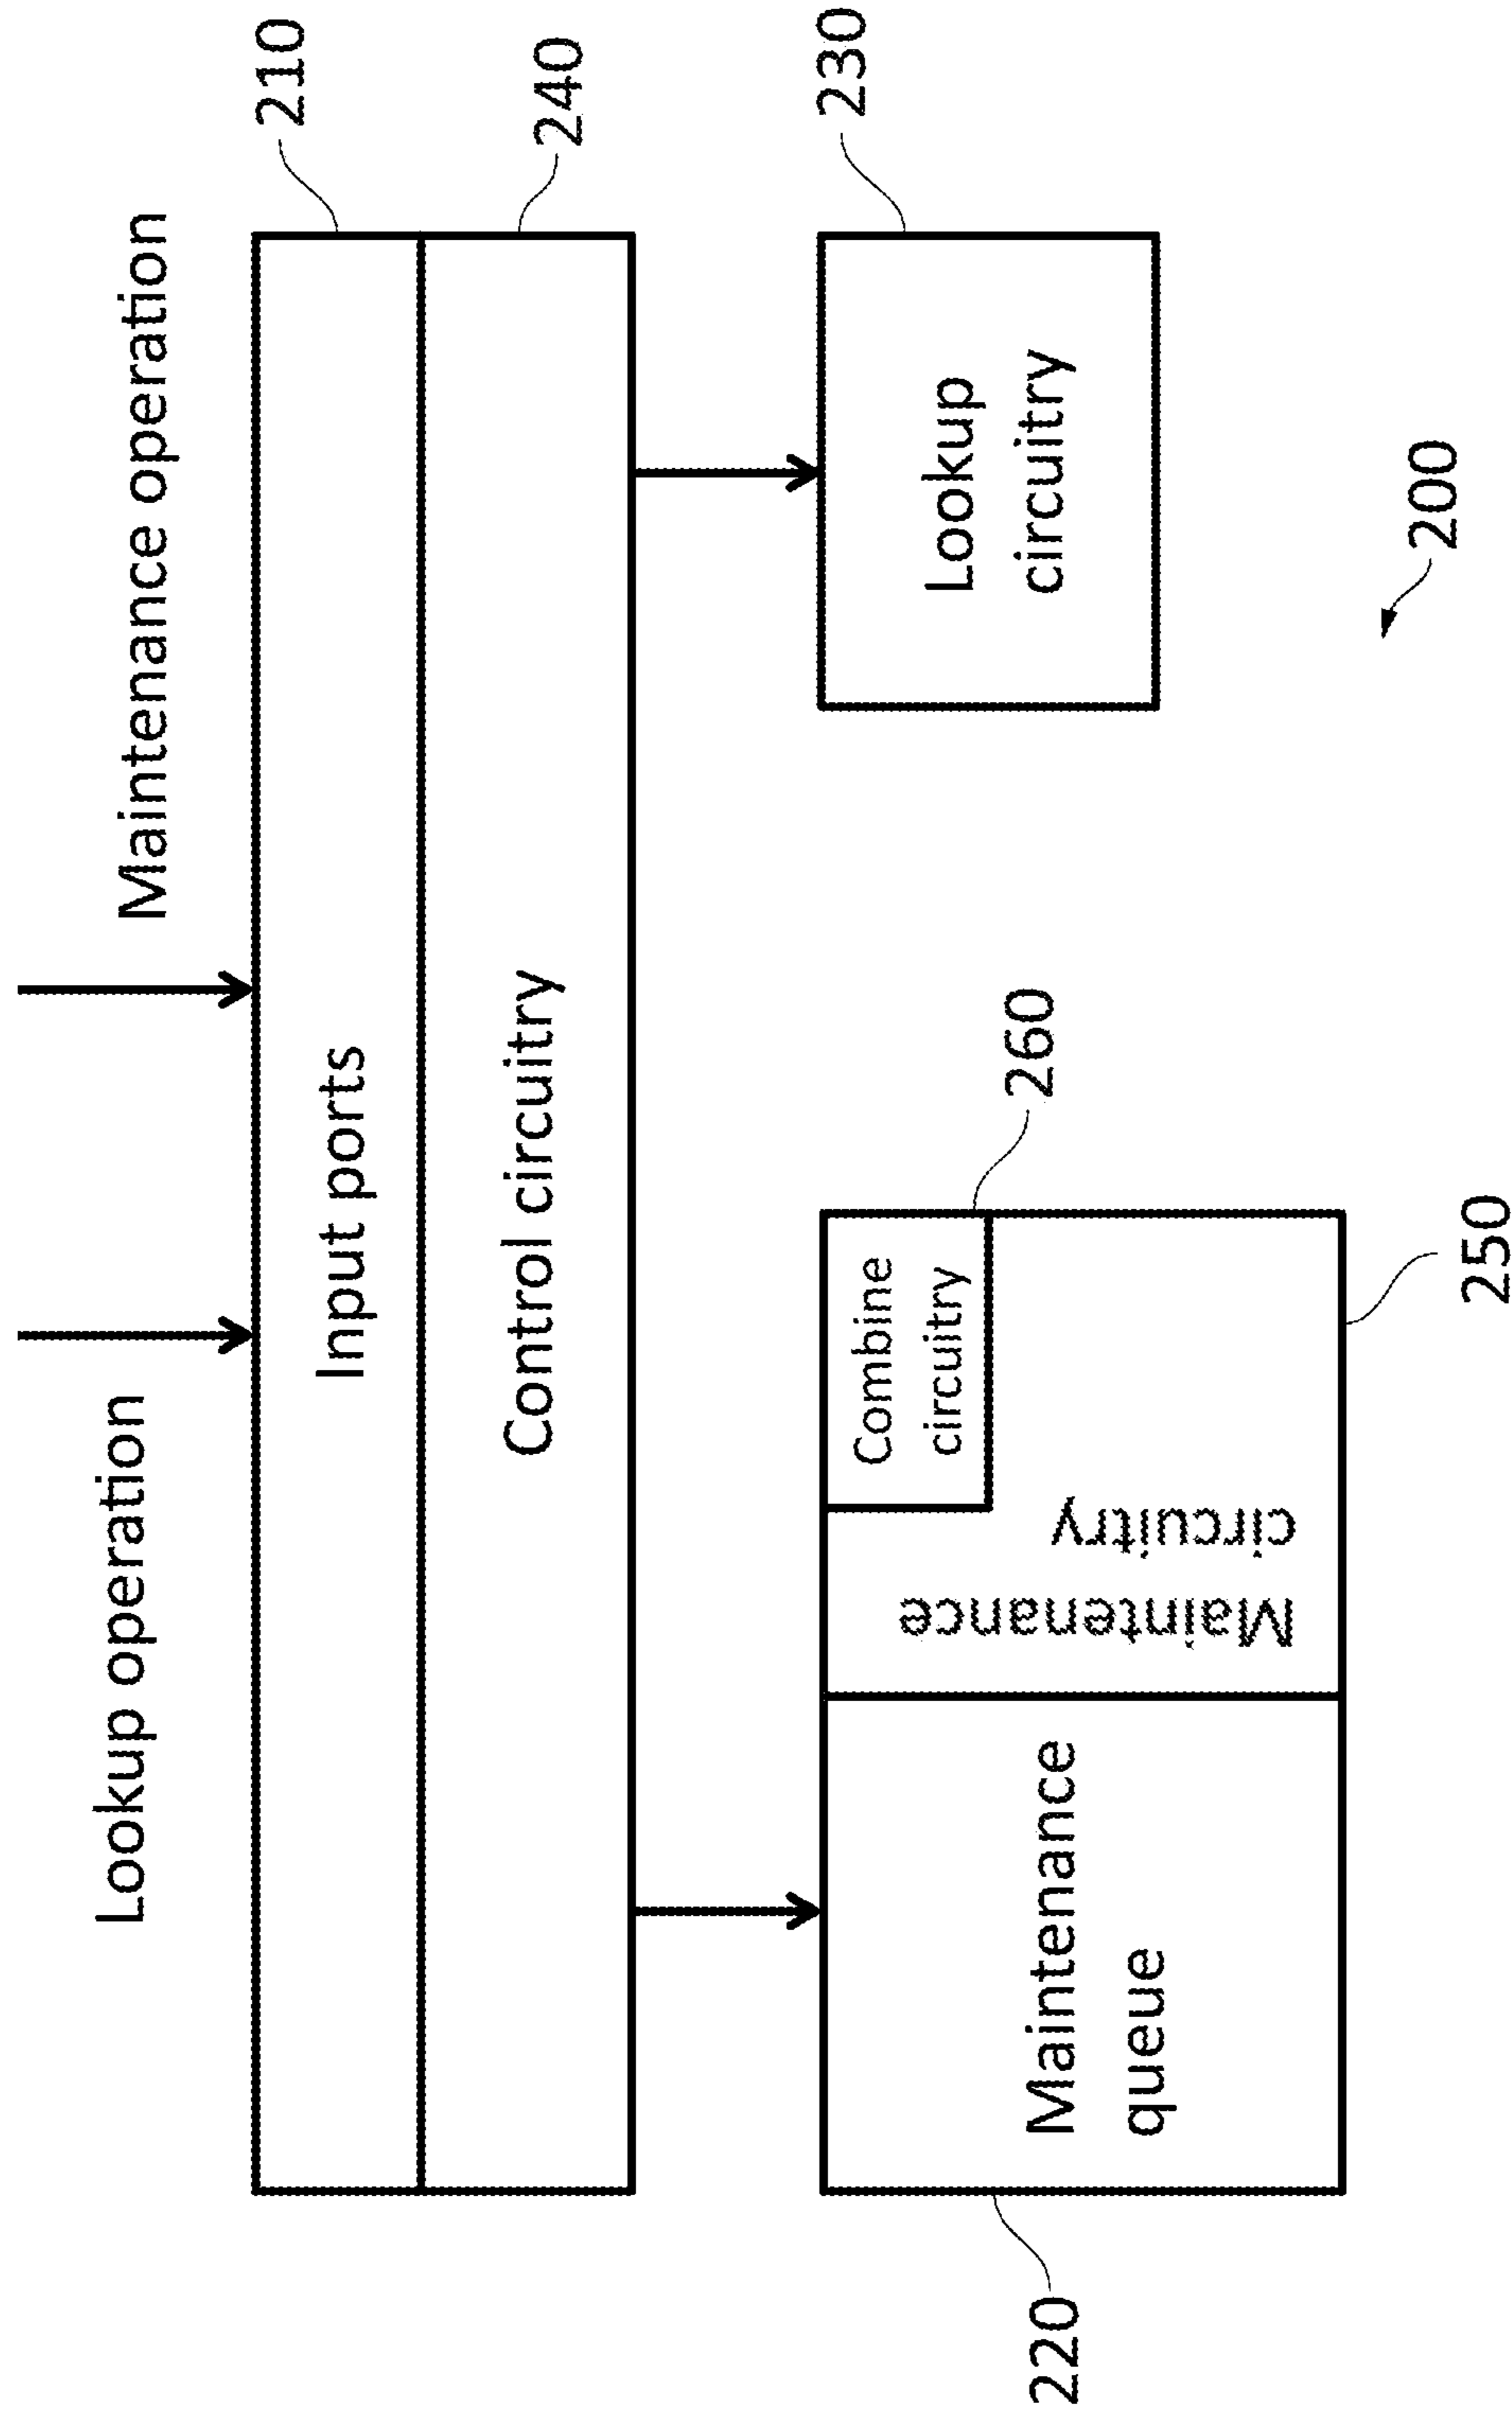 Lookup operation
Maintenance operation
Input ports
210
Control circuitry
240
220
Maintenance
queue
Maintenance
circuitry
Combine
circuitry
260
250
Lookup
circuitry
230
200